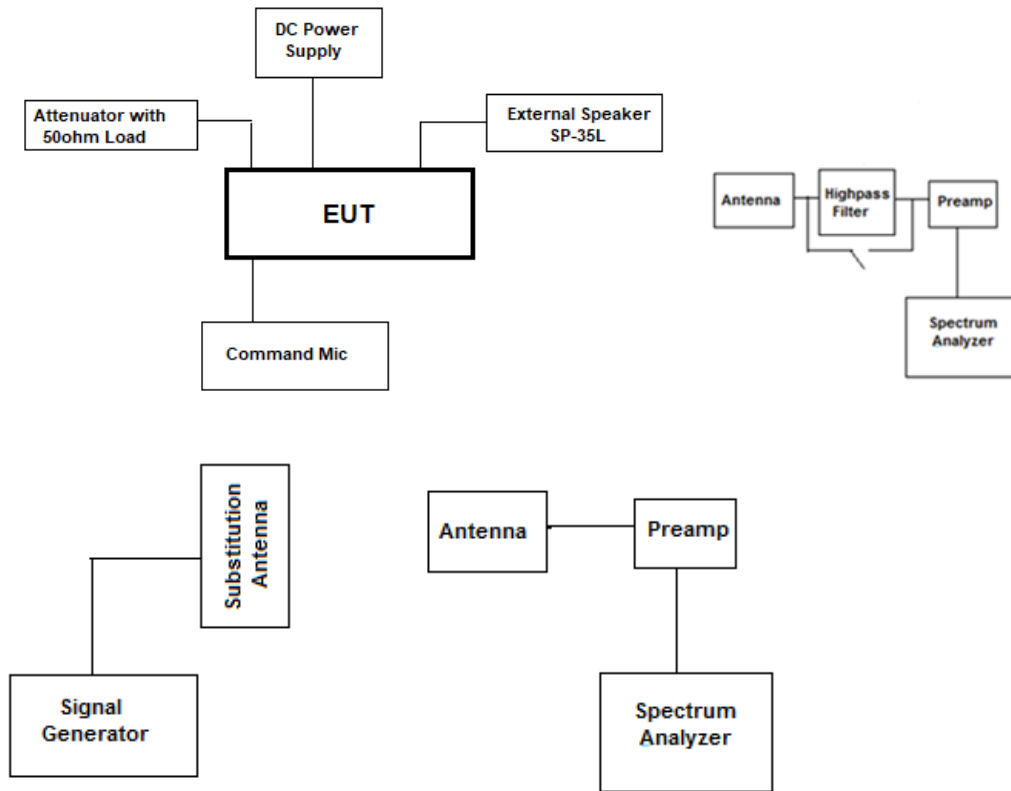 DC Power
Supply
Attenuator with
50ohm Load
External Speaker
SP-35L
EUT
Command Mic
Antenna
Highpass
Filter
Preamp
Spectrum
Analyzer
Substitution
Antenna
Signal
Generator
Antenna
Preamp
Spectrum
Analyzer